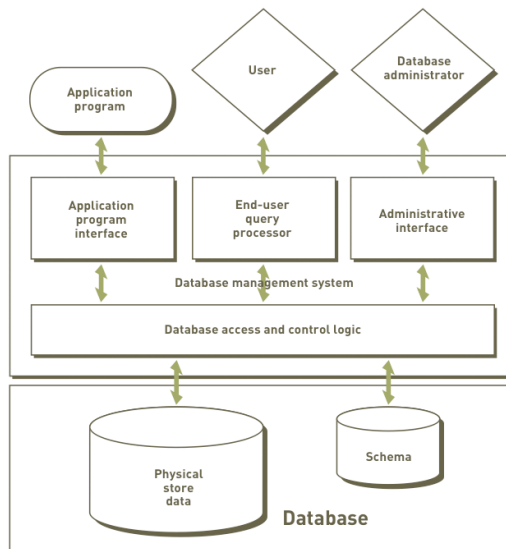 Application
program
User
Database
administrator
Application
program
interface
End-user
query
processor
Administrative
interface
Database management system
Database access and control logic
Physical
store
data
Schema
Database